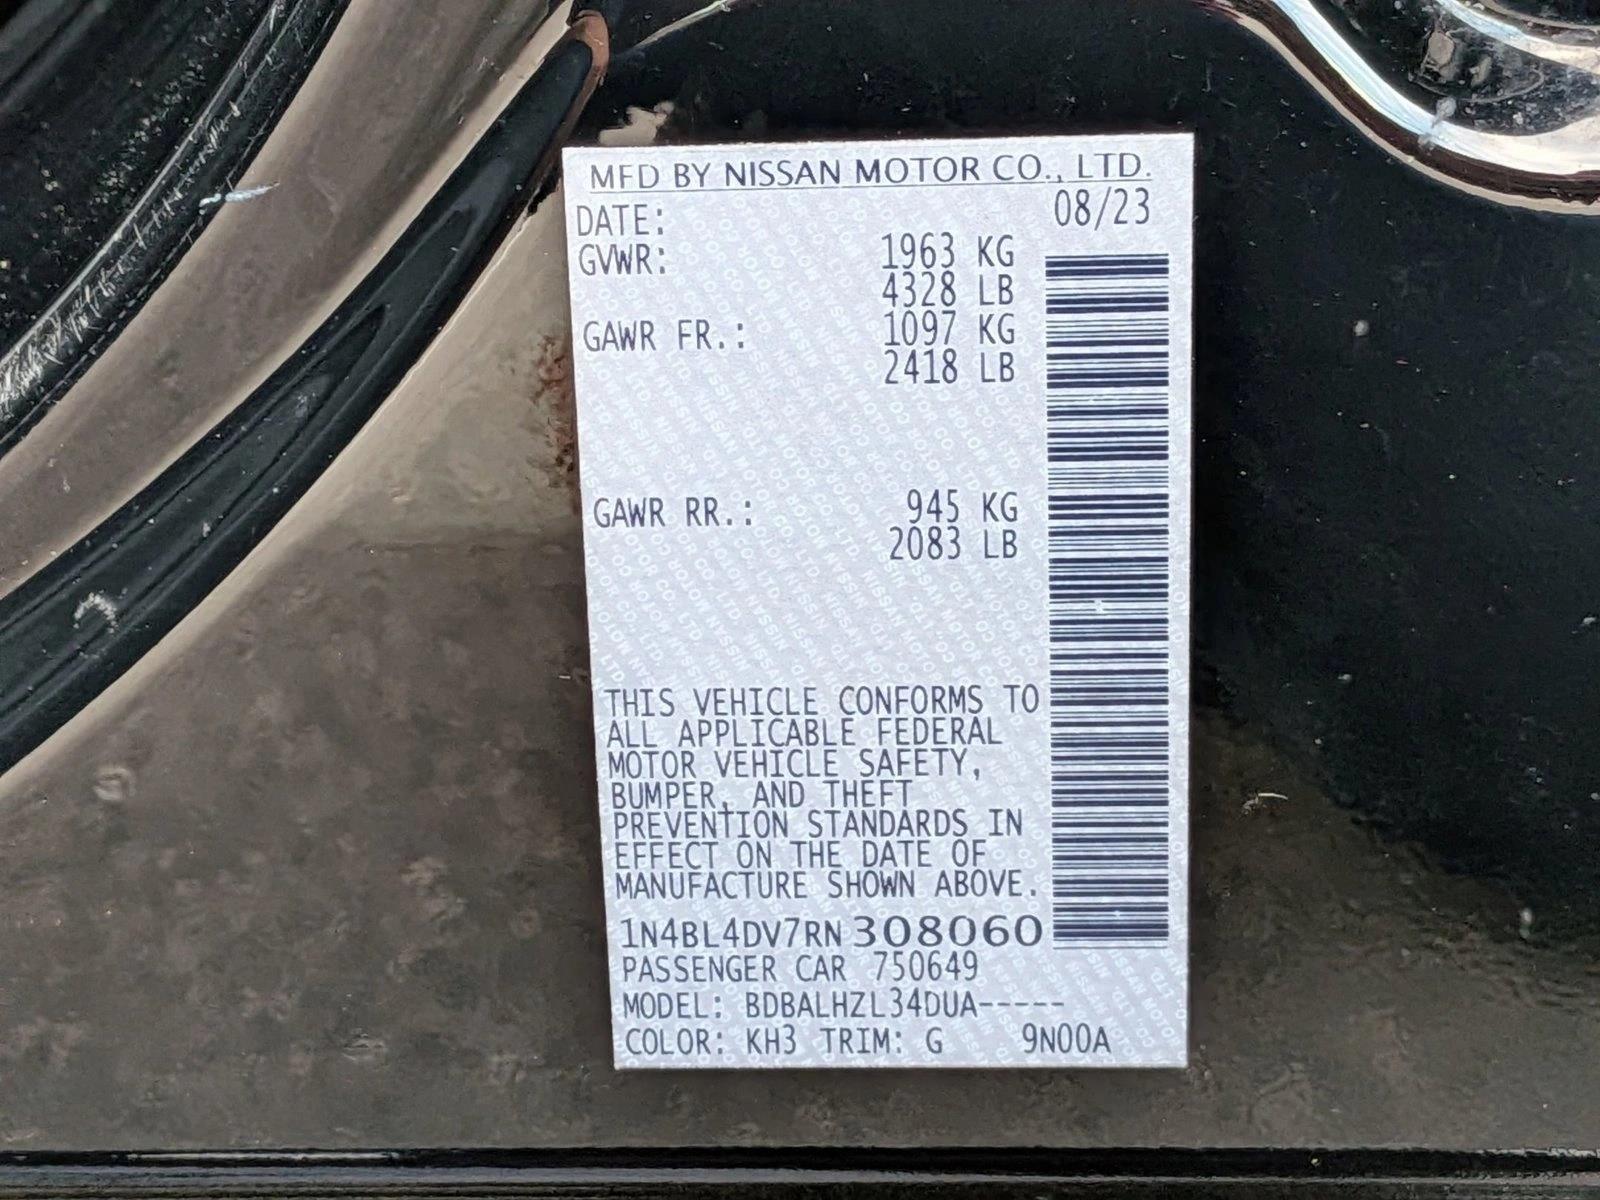 MFD BY NISSAN MOTOR CO., LTD.
DATE: 08/23
GVWR: 1963 KG
4328 LB
GAWR FR.: 1097 KG
2418 LB
GAWR RR.: 945 KG
2083 LB
THIS VEHICLE CONFORMS TO
ALL APPLICABLE FEDERAL
MOTOR VEHICLE SAFETY,
BUMPER, AND THEFT
PREVENTION STANDARDS IN
EFFECT ON THE DATE OF
MANUFACTURE SHOWN ABOVE.
1N4BL4DV7RN308060
PASSENGER CAR 750649
MODEL: BDBALHZL34DUA-----
COLOR: KH3 TRIM: G 9N00A